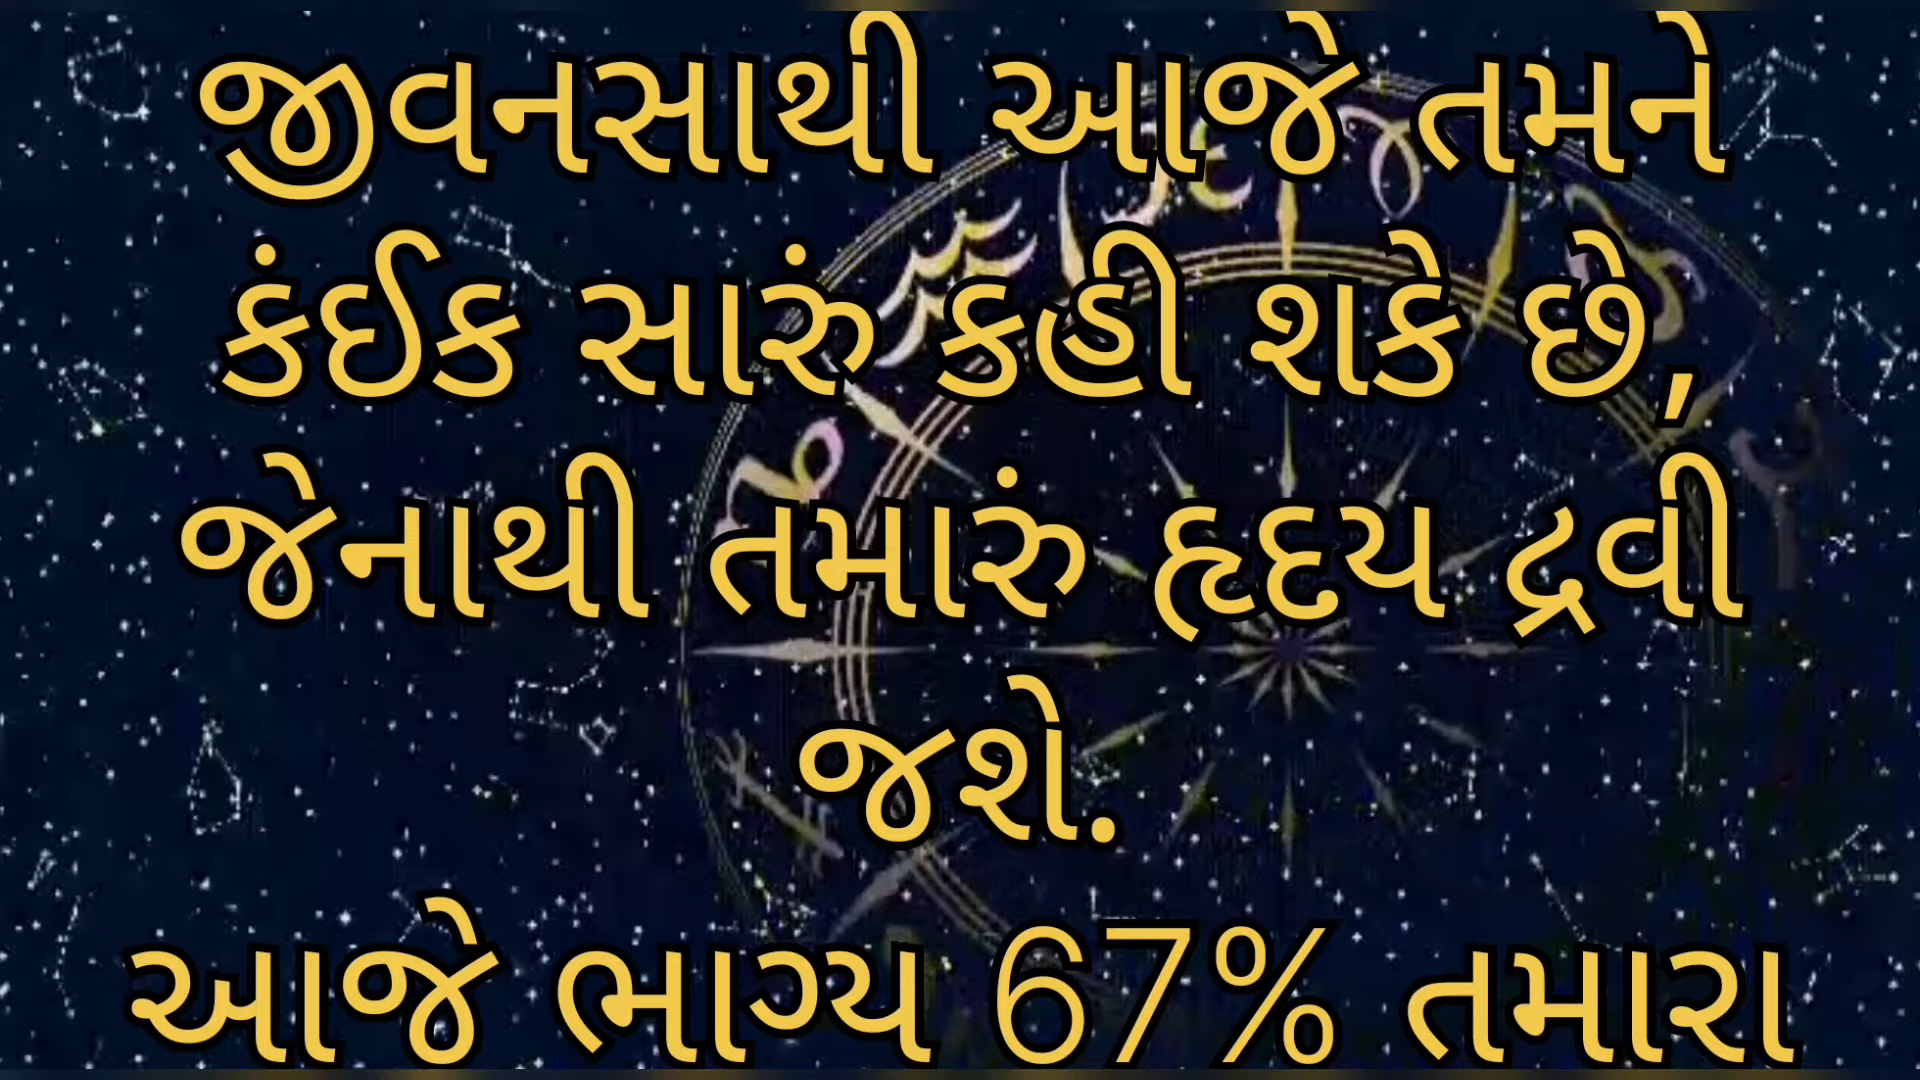 જીવનસાથી આજે તમને
કંઈક સારું કહી શકે છે,
જેનાથી તમારું હૃદય દ્રવી
જશે.
આજે ભાગ્ય 67% તમારા